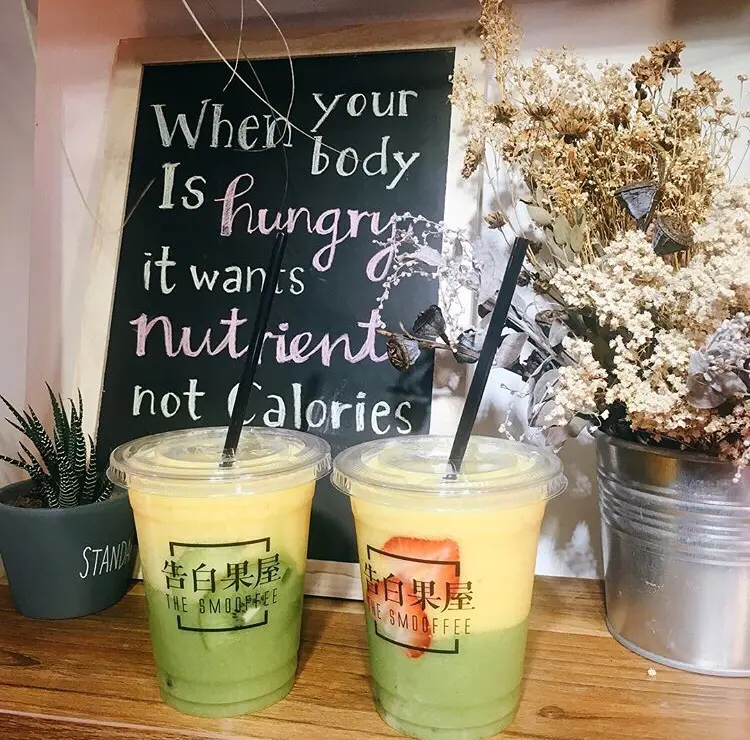 When your
body
Is hungry
it wants
Nutrient
not Calories
STANDA
告白果屋
THE SMOOFFEE
告白果屋
THE SMOOFFEE